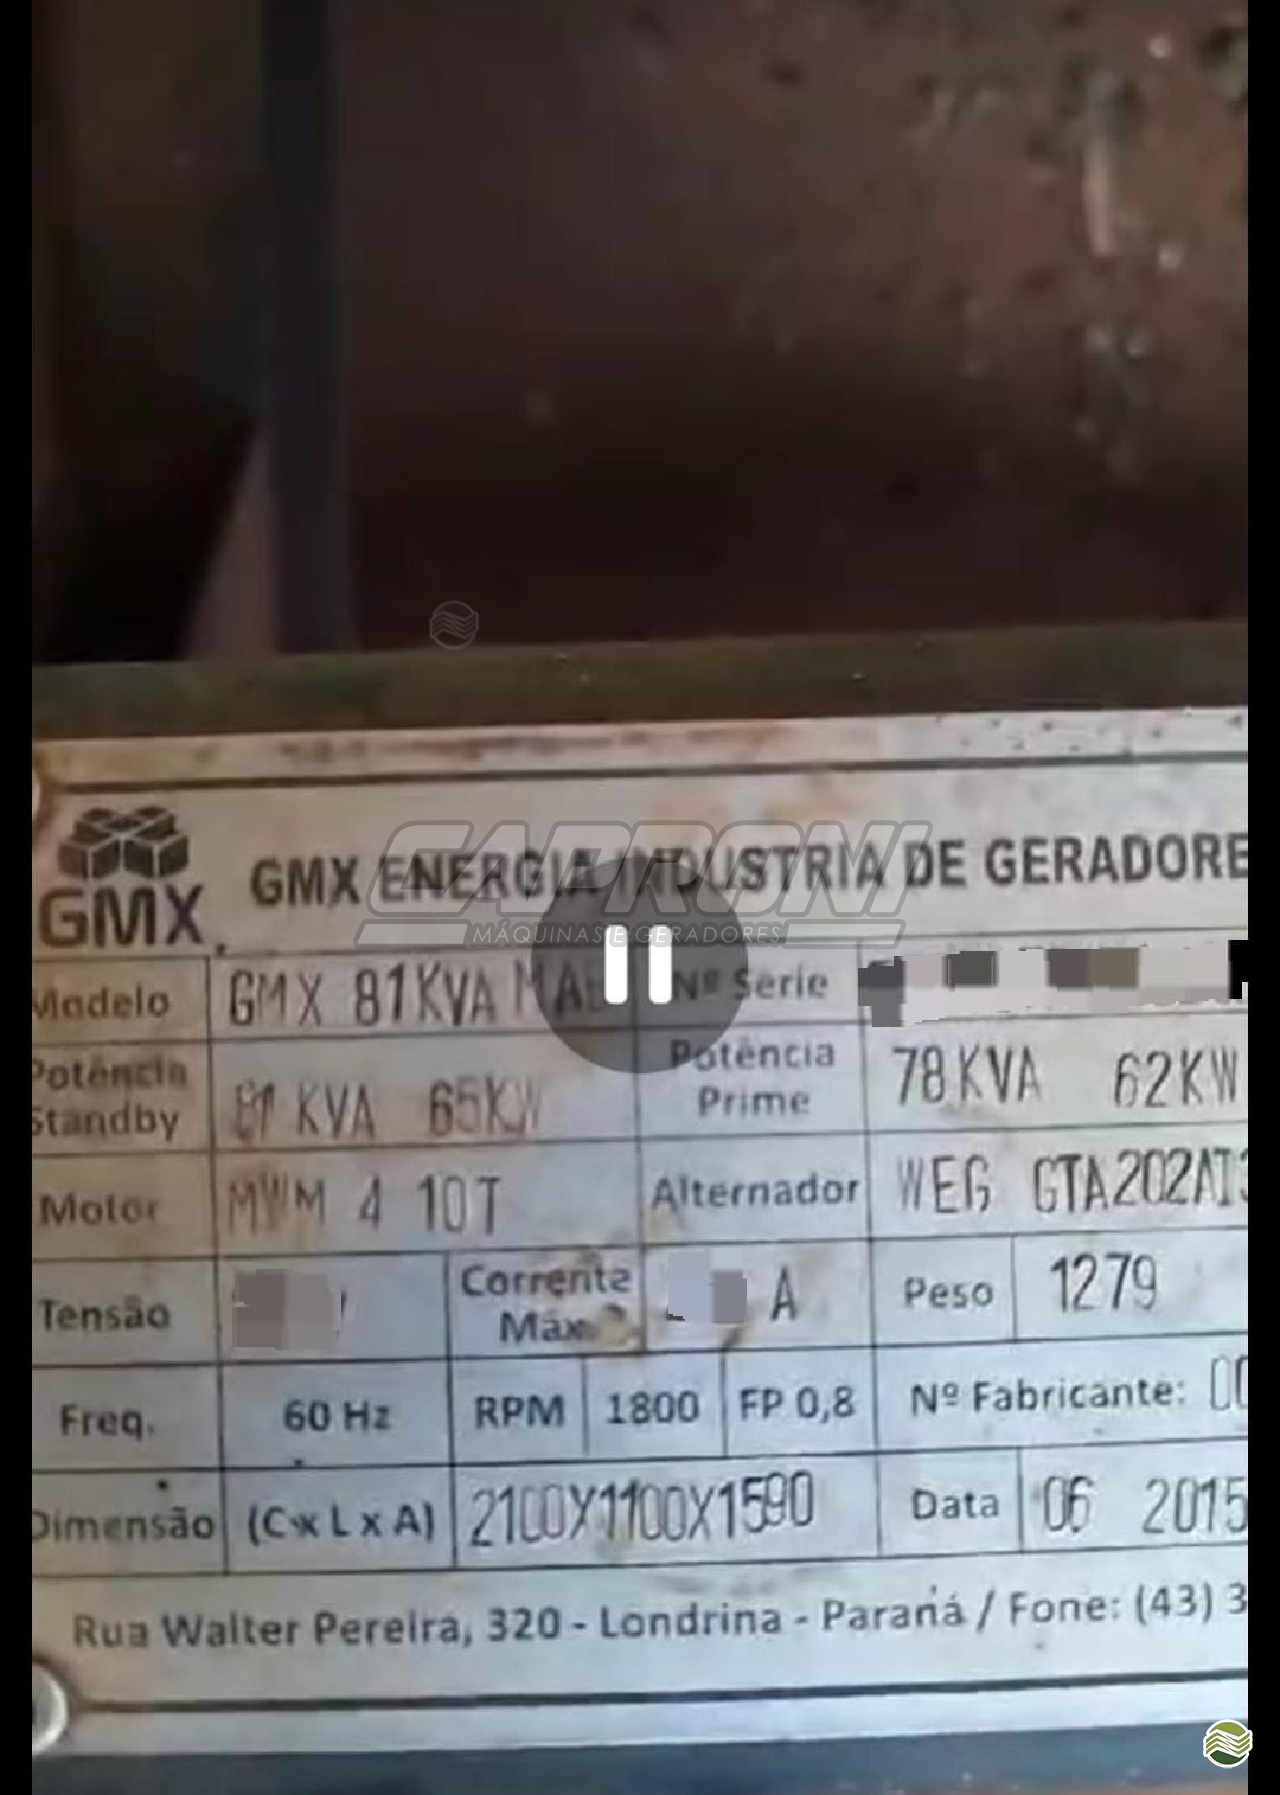 GMX ENERGIA INDUSTRIA DE GERADORE
GMX
CAPRONI
MÁQUINAS E GERADORES
Modelo GMX 81KVA Nº Série
Potência Standby 81 KVA 65KW Potência Prime 78KVA 62KW
Motor MWM 4 10T Alternador WEG GTA202AI
Tensão Corrente Máx A Peso 1279
Freq. 60 Hz RPM 1800 FP 0,8 Nº Fabricante: 00
Dimensão (C x L x A) 2100X1100X1590 Data 06 2015
Rua Walter Pereira, 320 - Londrina - Paraná / Fone: (43) 3